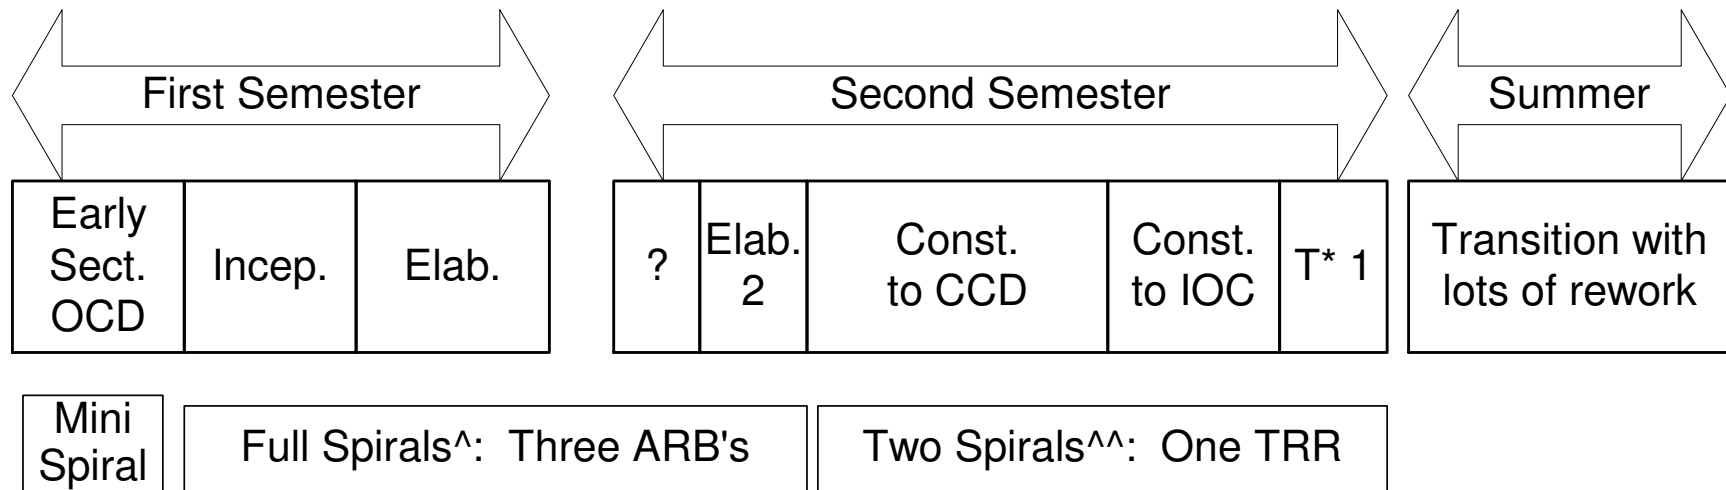 First Semester
Second Semester
Summer
Early
Sect.
OCD
Incep.
Elab.
?
Elab.
2
Const.
to CCD
Const.
to IOC
T* 1
Transition with
lots of rework
Mini
Spiral
Full Spirals^: Three ARB's
Two Spirals^^: One TRR